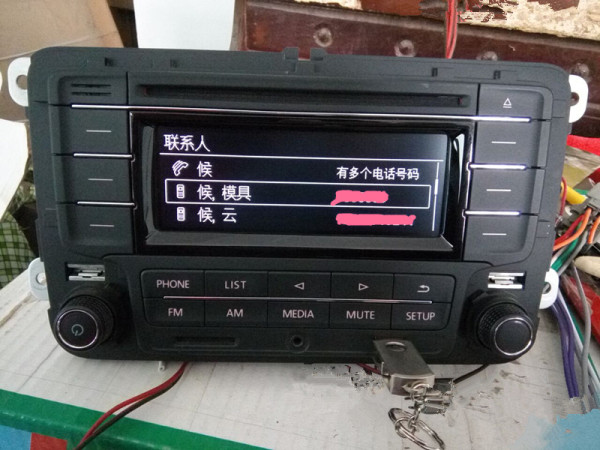 联系人
候 有多个电话号码
候, 模具
候, 云
PHONE LIST
FM AM MEDIA MUTE SETUP